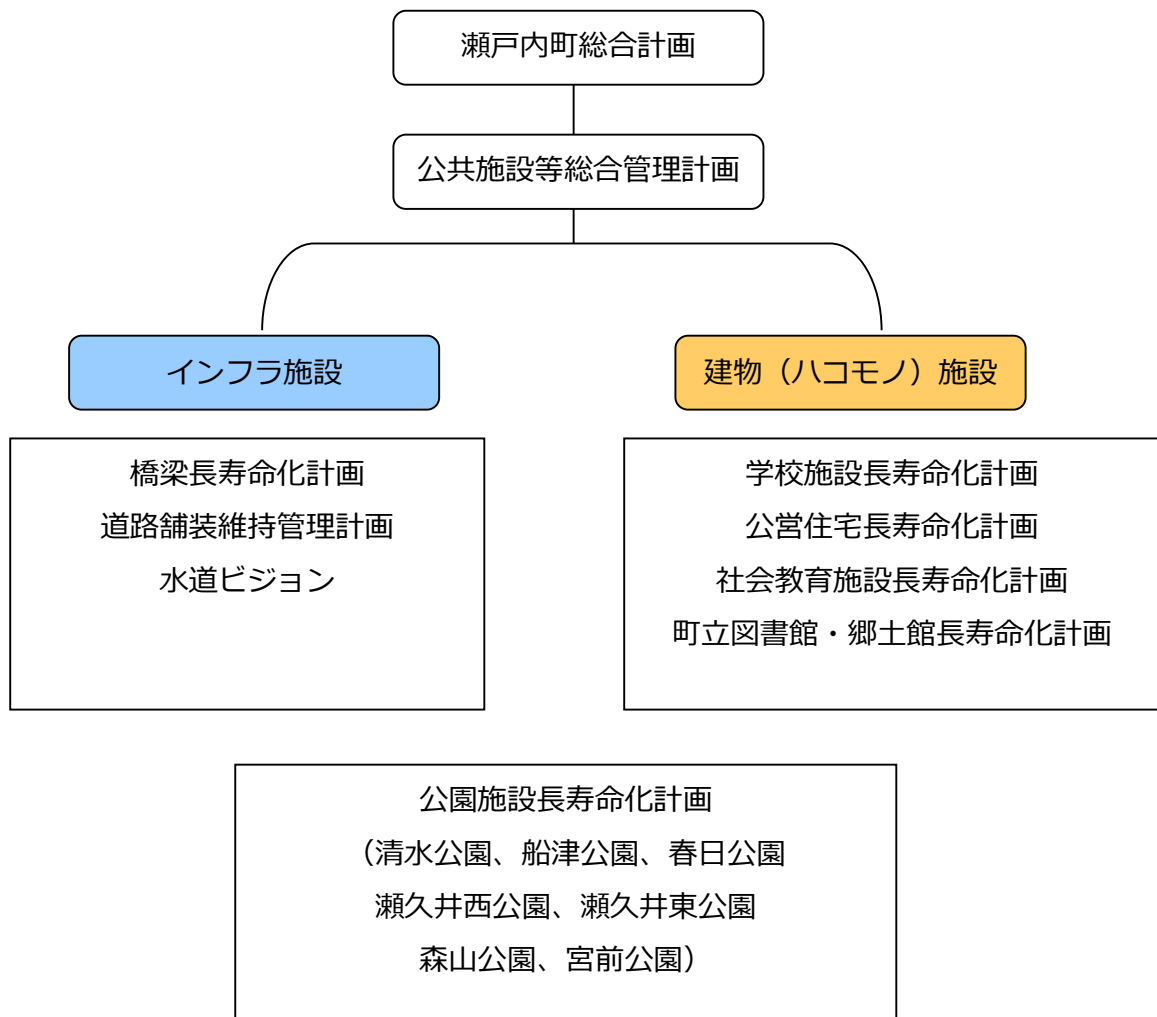 瀬戸内町総合計画
公共施設等総合管理計画
インフラ施設
建物（ハコモノ）施設
橋梁長寿命化計画
道路舗装維持管理計画
水道ビジョン
学校施設長寿命化計画
公営住宅長寿命化計画
社会教育施設長寿命化計画
町立図書館・郷土館長寿命化計画
公園施設長寿命化計画
（清水公園、船津公園、春日公園
瀬久井西公園、瀬久井東公園
森山公園、宮前公園）